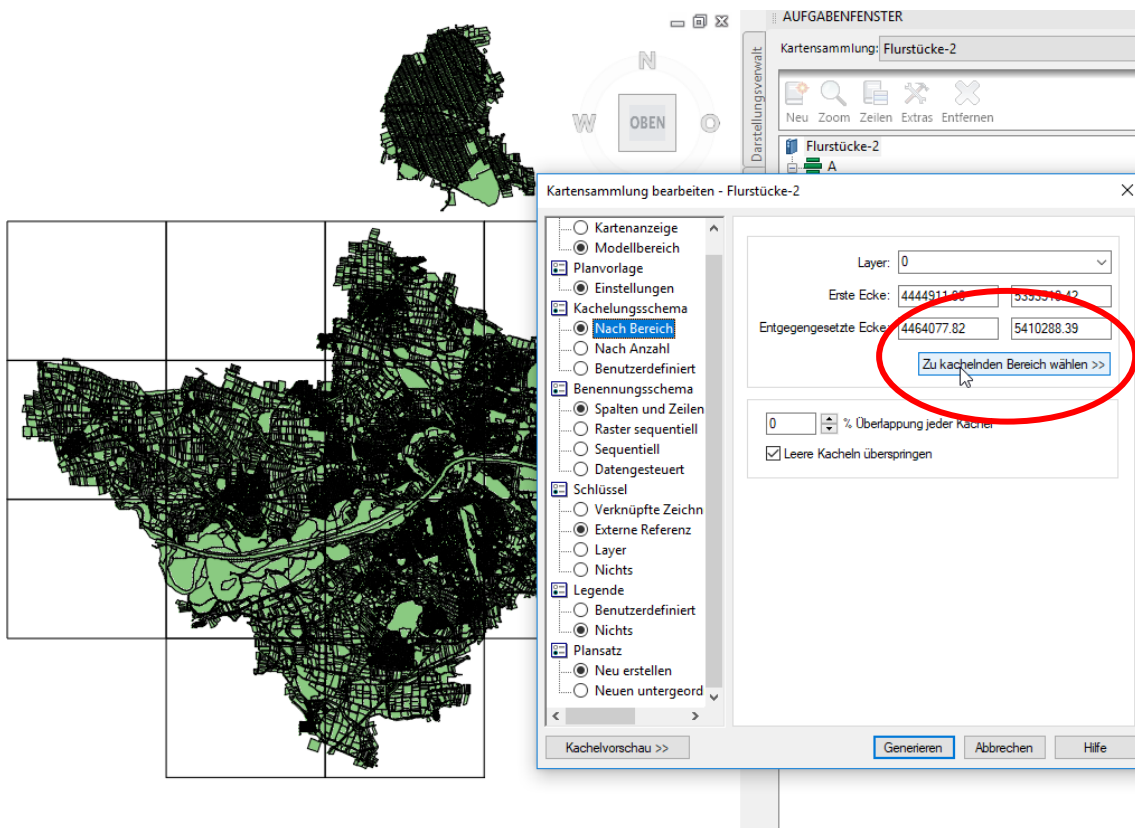 AUFGABENFENSTER
Kartensammlung: Flurstücke-2
Darstellungsverwalt
Neu Zoom Zeilen Extras Entfernen
Flurstücke-2
A
N
W OBEN O
Kartensammlung bearbeiten - Flurstücke-2
Kartenanzeige
Modellbereich
Planvorlage
Einstellungen
Kachelungsschema
Nach Bereich
Nach Anzahl
Benutzerdefiniert
Benennungsschema
Spalten und Zeilen
Raster sequentiell
Sequentiell
Datengesteuert
Schlüssel
Verknüpfte Zeichn
Externe Referenz
Layer
Nichts
Legende
Benutzerdefiniert
Nichts
Plansatz
Neu erstellen
Neuen untergeord
Layer: 0
Erste Ecke:
Entgegengesetzte Ecke: 4464077.82 5410288.39
Zu kachelnden Bereich wählen >>
0 % Überlappung jeder Kachel
Leere Kacheln überspringen
Kachelvorschau >>
Generieren Abbrechen Hilfe